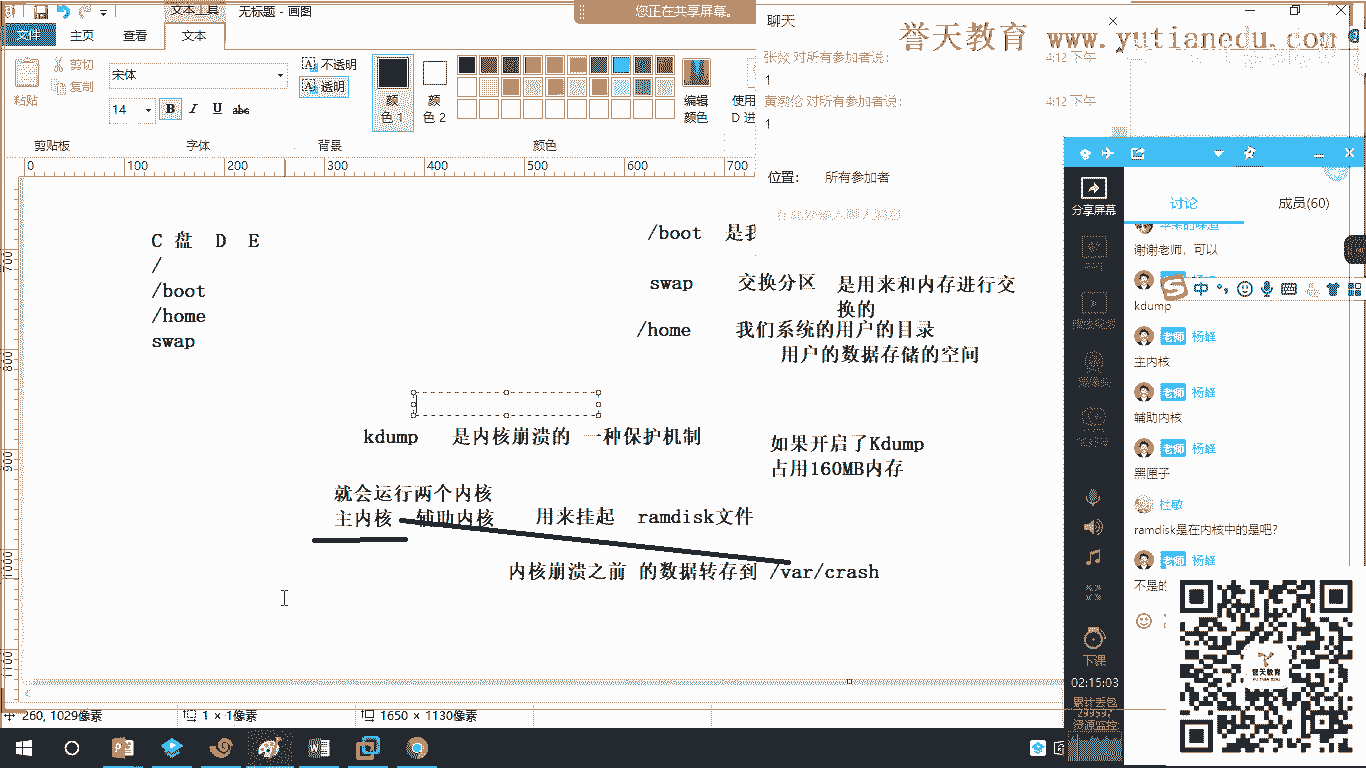 文本工具
无标题 - 画图
您正在共享屏幕。
聊天
誉天教育 www.yutianedu.com
文件
主页
查看
文本
对所有参加者说:
4:12 下午
1
对所有参加者说:
4:12 下午
1
位置:
所有参加者
粘贴
剪切
复制
宋体
14
B I U abc
不透明
透明
颜
色 1
颜
色 2
编辑
颜色
使用
D 进
剪贴板
字体
背景
颜色
0 100 200 300 400 500 600 700
700
800
900
1000
1100
C 盘 D E
/
/boot
/home
swap
/boot 是我
swap 交换分区 是用来和内存进行交
换的
/home 我们系统的用户的目录
用户的数据存储的空间
kdump 是内核崩溃的 一种保护机制
如果开启了Kdump
占用160MB内存
就会运行两个内核
主内核 辅助内核 用来挂起 ramdisk文件
内核崩溃之前 的数据转存到 /var/crash
分享屏幕
讨论
成员(60)
谢谢老师，可以
中
kdump
老师 杨蜂
主内核
老师 杨蜂
辅助内核
老师 杨蜂
黑匣子
杜敏
ramdisk是在内核中的是吧?
老师 杨蜂
不是的
下课
02:15:03
累计丢包
资源监控
誉天教育
260, 1029像素
1 × 1像素
1650 × 1130像素